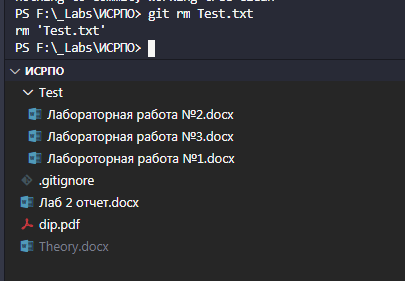 PS F:\_Labs\ИСРПО> git rm Test.txt
rm 'Test.txt'
PS F:\_Labs\ИСРПО>
ИСРПО
Test
Лабораторная работа №2.docx
Лабораторная работа №3.docx
Лабороторная работа №1.docx
.gitignore
Лаб 2 отчет.docx
dip.pdf
Theory.docx